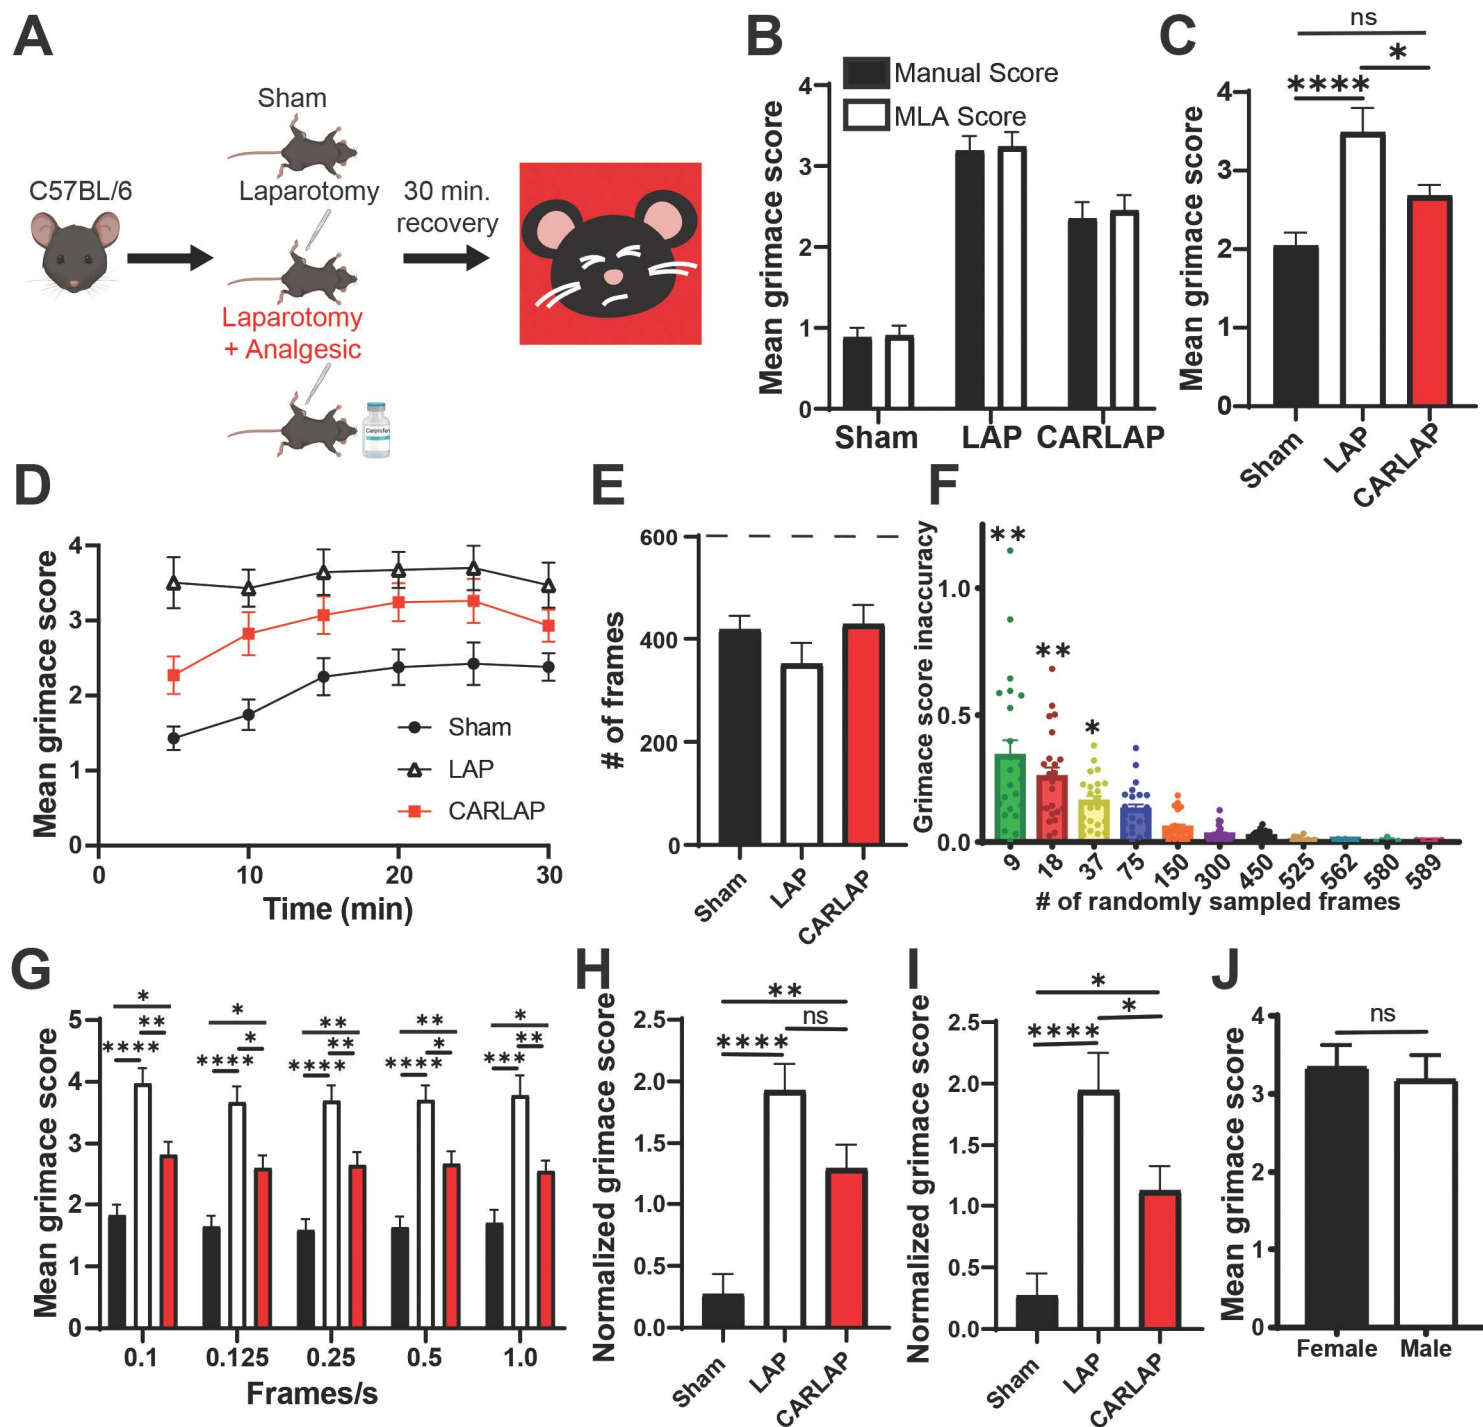 A
Sham
C57BL/6
Laparotomy
30 min.
recovery
Laparotomy
+ Analgesic
Carprofen
B
Manual Score
MLA Score
Mean grimace score
4
3
2
1
0
Sham LAP CARLAP
C
ns
*
****
Mean grimace score
4
3
2
1
0
Sham LAP CARLAP
D
Mean grimace score
4
3
2
1
0
Sham
LAP
CARLAP
0 10 20 30
Time (min)
E
# of frames
600
400
200
0
Sham LAP CARLAP
F
Grimace score inaccuracy
1.0
0.5
0.0
**
**
*
9 18 37 75 150 300 450 525 562 580 589
# of randomly sampled frames
G
Mean grimace score
5
4
3
2
1
0
* * ** ** *
** * ** * **
**** **** **** **** ***
0.1 0.125 0.25 0.5 1.0
Frames/s
H
Normalized grimace score
2.5
2.0
1.5
1.0
0.5
0.0
**
ns
****
Sham LAP CARLAP
I
Normalized grimace score
2.5
2.0
1.5
1.0
0.5
0.0
*
*
****
Sham LAP CARLAP
J
Mean grimace score
4
3
2
1
0
ns
Female Male